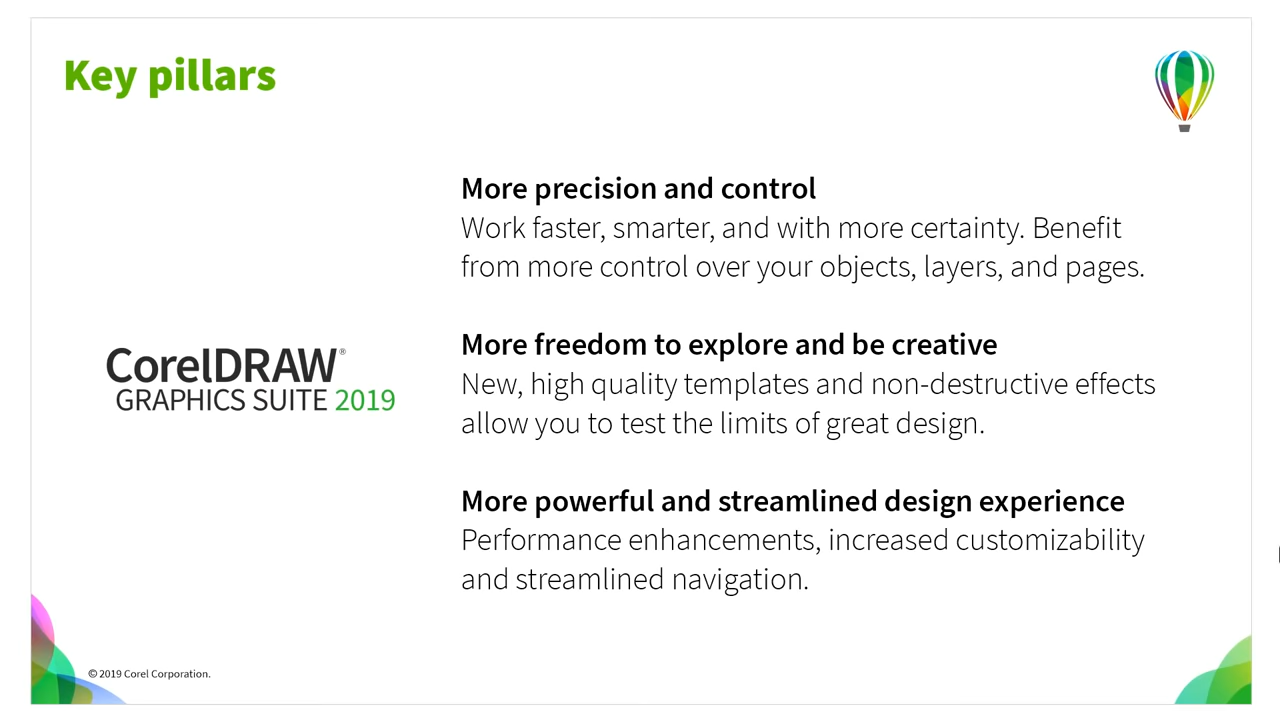 Key pillars
More precision and control
Work faster, smarter, and with more certainty. Benefit
from more control over your objects, layers, and pages.
CorelDRAW®
GRAPHICS SUITE 2019
More freedom to explore and be creative
New, high quality templates and non-destructive effects
allow you to test the limits of great design.
More powerful and streamlined design experience
Performance enhancements, increased customizability
and streamlined navigation.
© 2019 Corel Corporation.